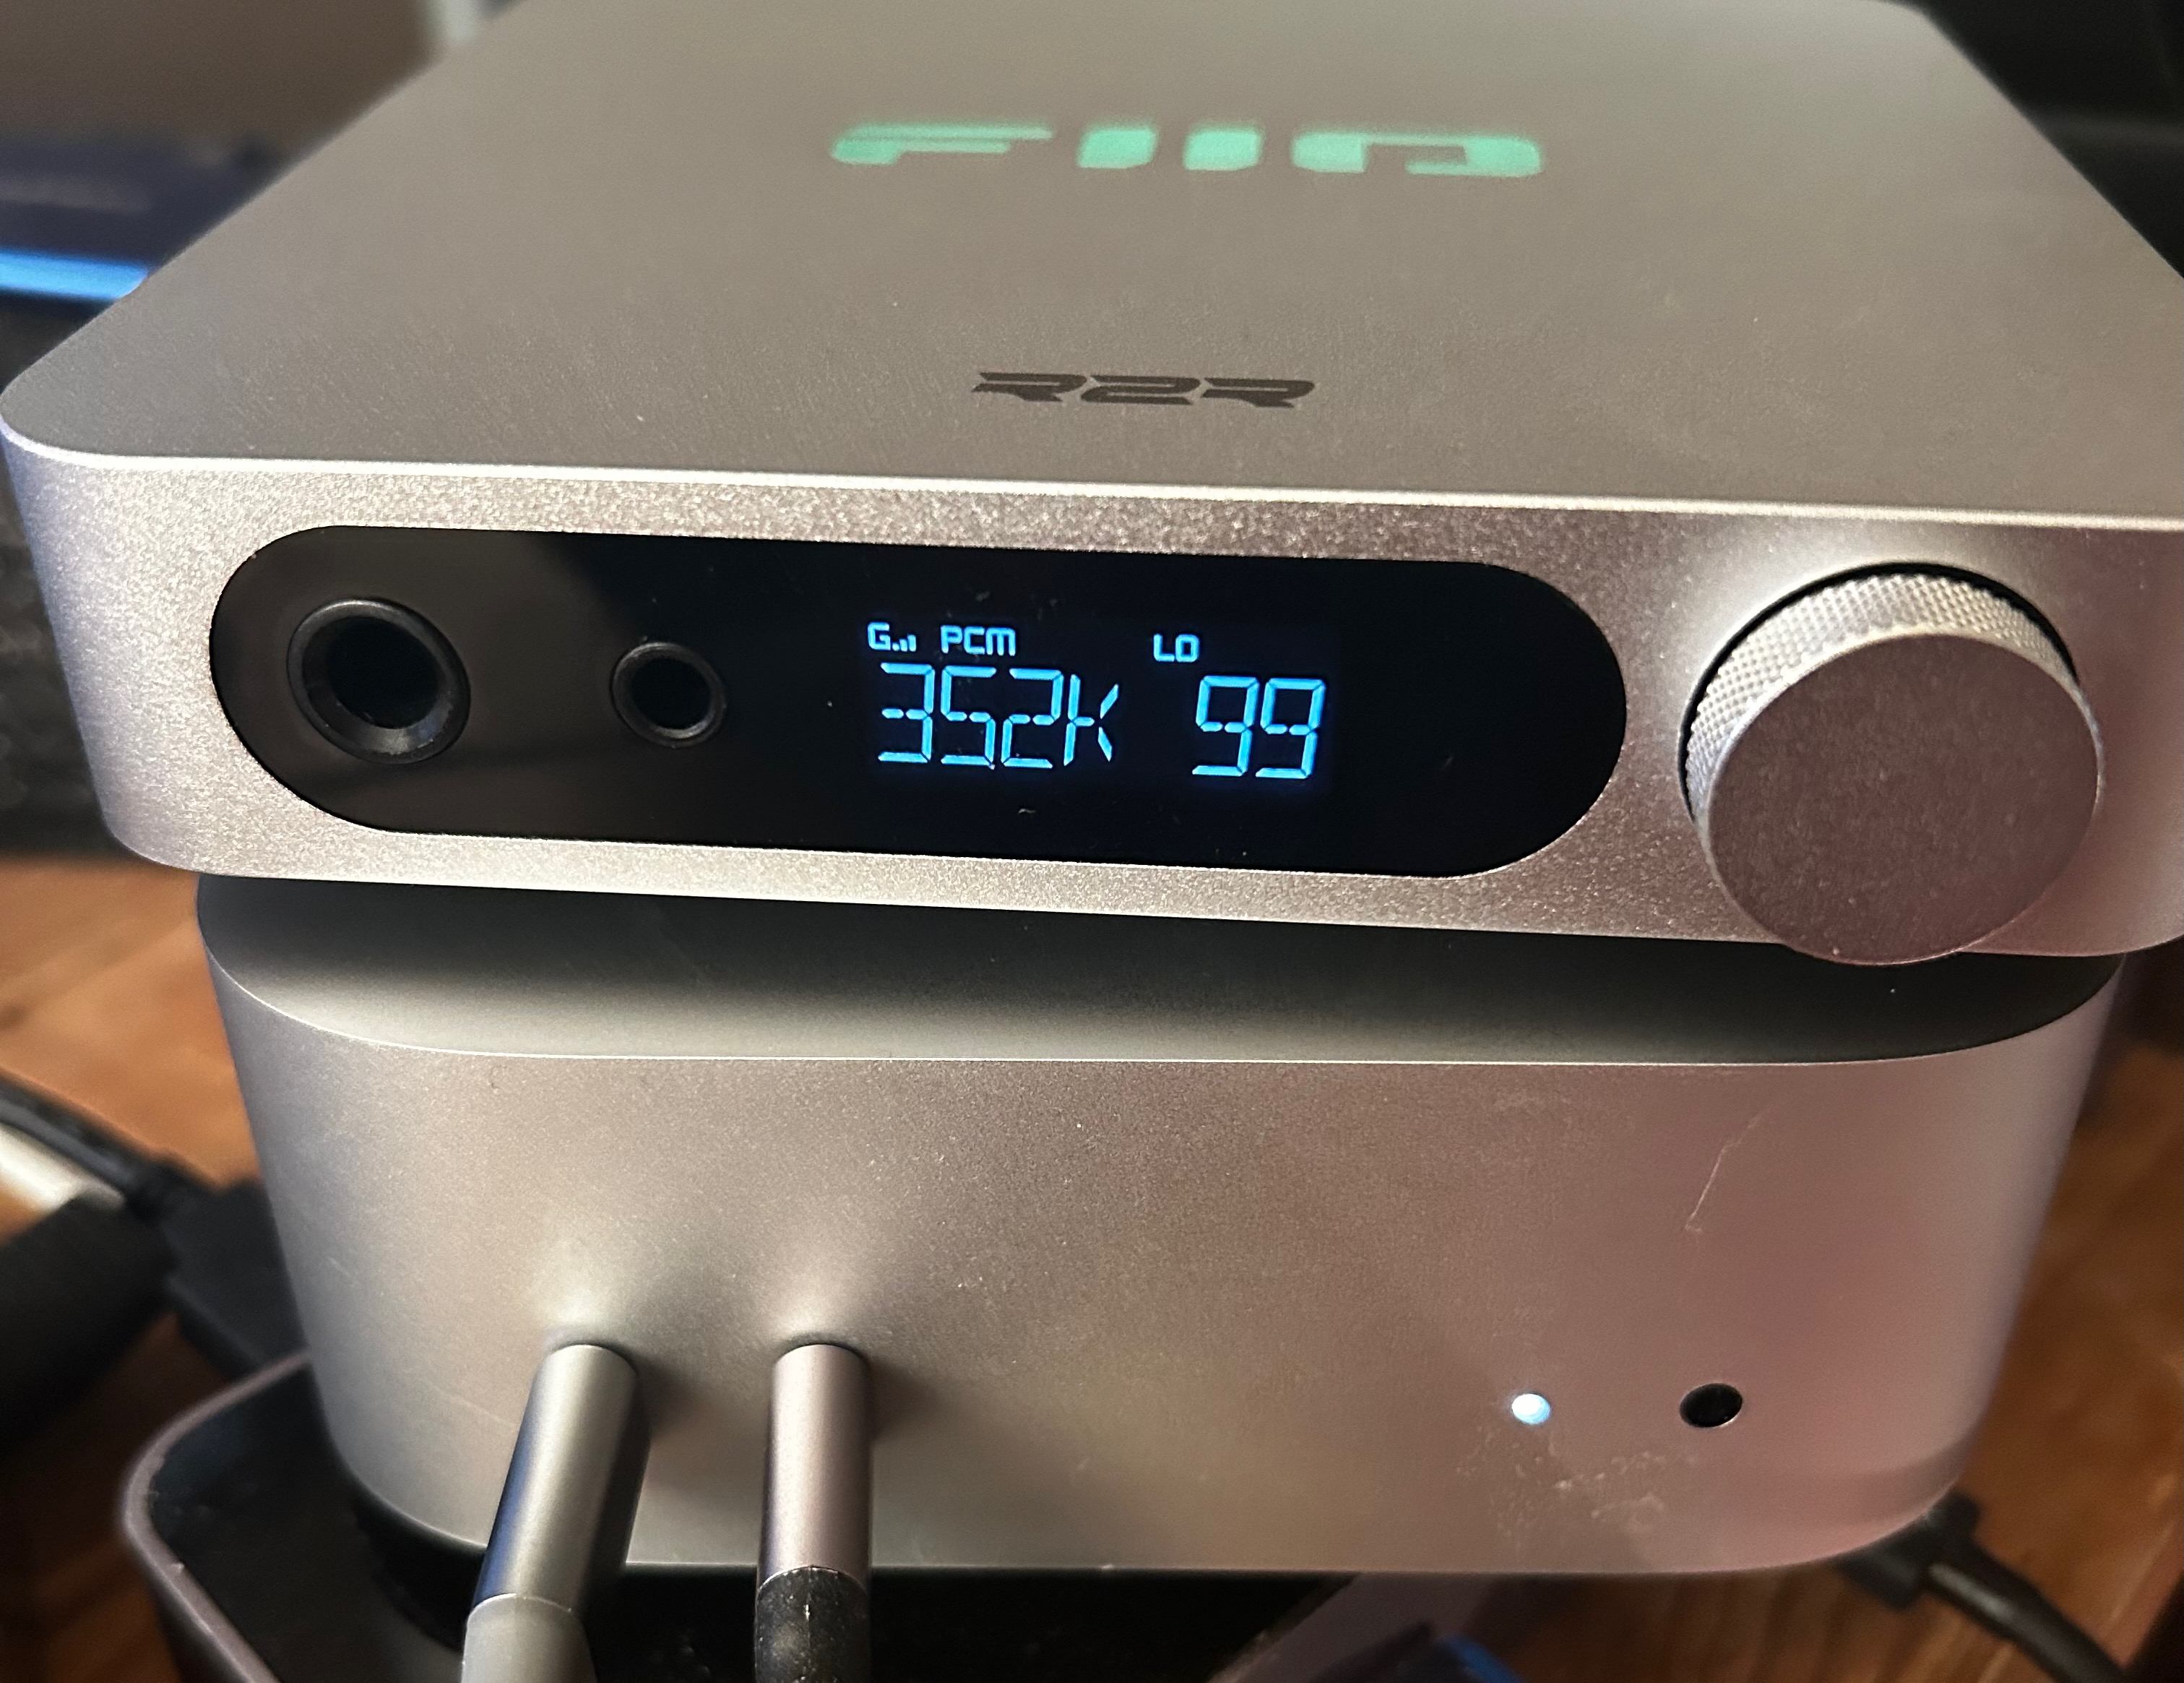 FIIO
R2R
G PCM LO
352K 99